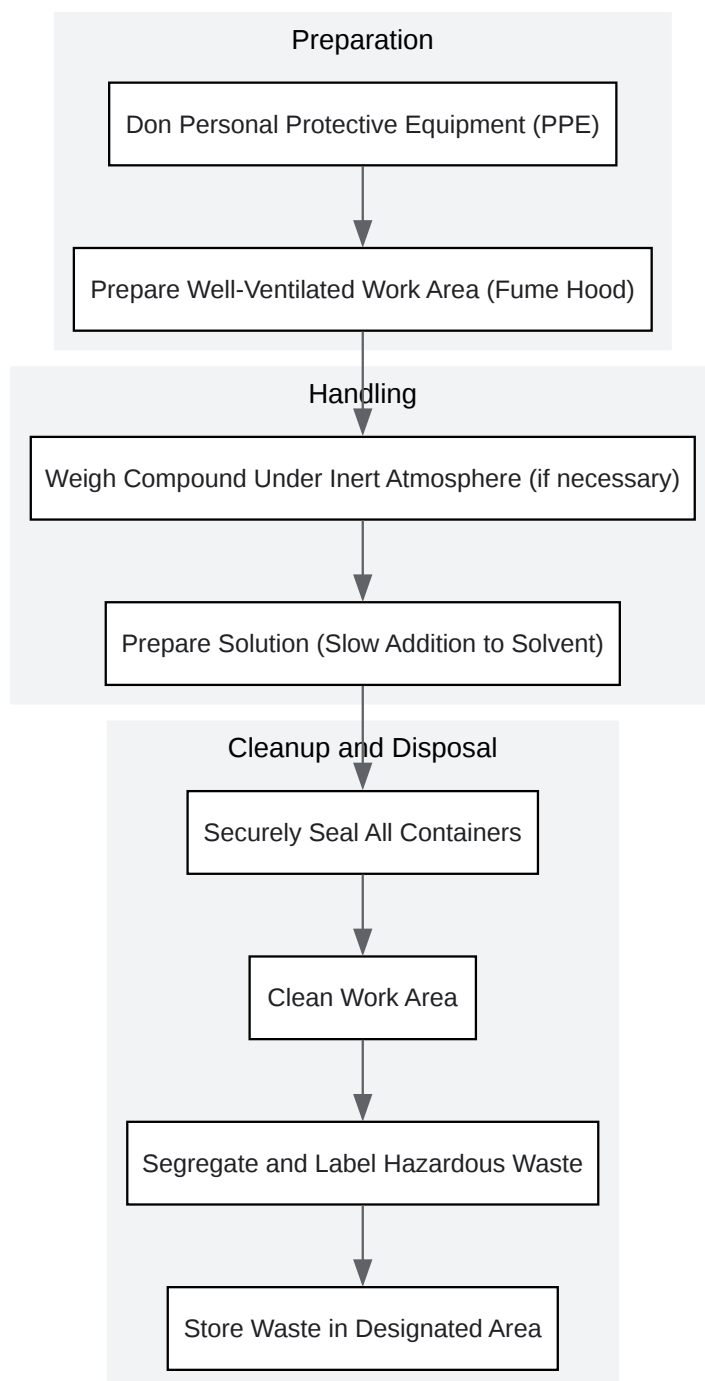 Preparation
Don Personal Protective Equipment (PPE)
Prepare Well-Ventilated Work Area (Fume Hood)
Handling
Weigh Compound Under Inert Atmosphere (if necessary)
Prepare Solution (Slow Addition to Solvent)
Cleanup and Disposal
Securely Seal All Containers
Clean Work Area
Segregate and Label Hazardous Waste
Store Waste in Designated Area